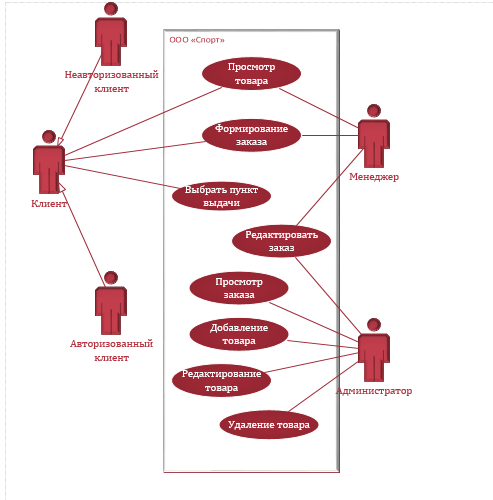 ООО «Спорт»
Неавторизованный
клиент
Просмотр
товара
Формирование
заказа
Менеджер
Клиент
Выбрать пункт
выдачи
Редактировать
заказ
Просмотр
заказа
Добавление
товара
Авторизованный
клиент
Редактирование
товара
Администратор
Удаление товара